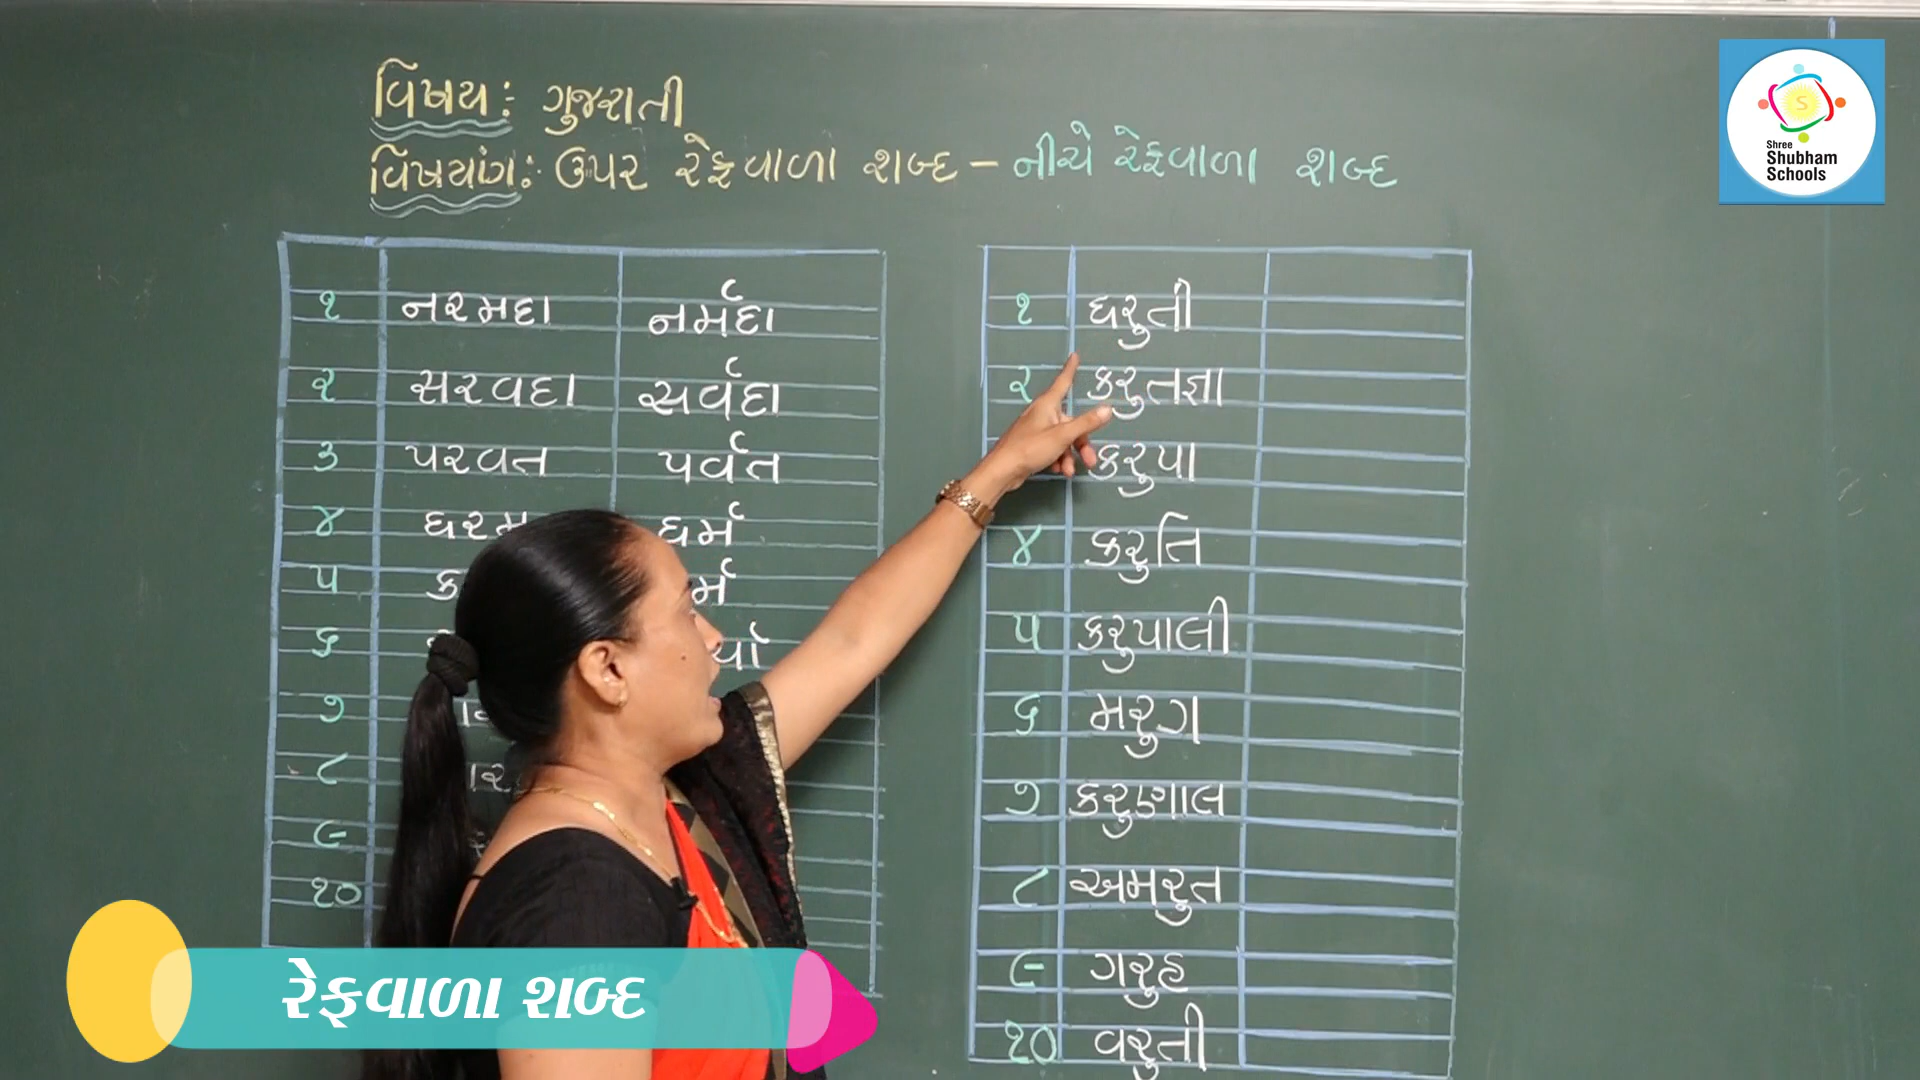 વિષય: ગુજરાતી
વિષયાંગ: ઉપર રેફવાળા શબ્દ - નીચે રેફવાળા શબ્દ
૧ નરમદા નર્મદા
૨ સરવદા સર્વદા
૩ પરવત પર્વત
૪ ધરમ ધર્મ
૫
૬
૭
૮
૯
૧૦
૧ ધરુતી
૨ કરુતજ્ઞા
કરુપા
૪ કરુતિ
૫ કરુપાલી
૬ મરુગ
૭ કરુણાલ
૮ અમરુત
૯ ગરુહ
૧૦ વરુતી
રેફવાળા શબ્દ
Shree
Shubham
Schools
S